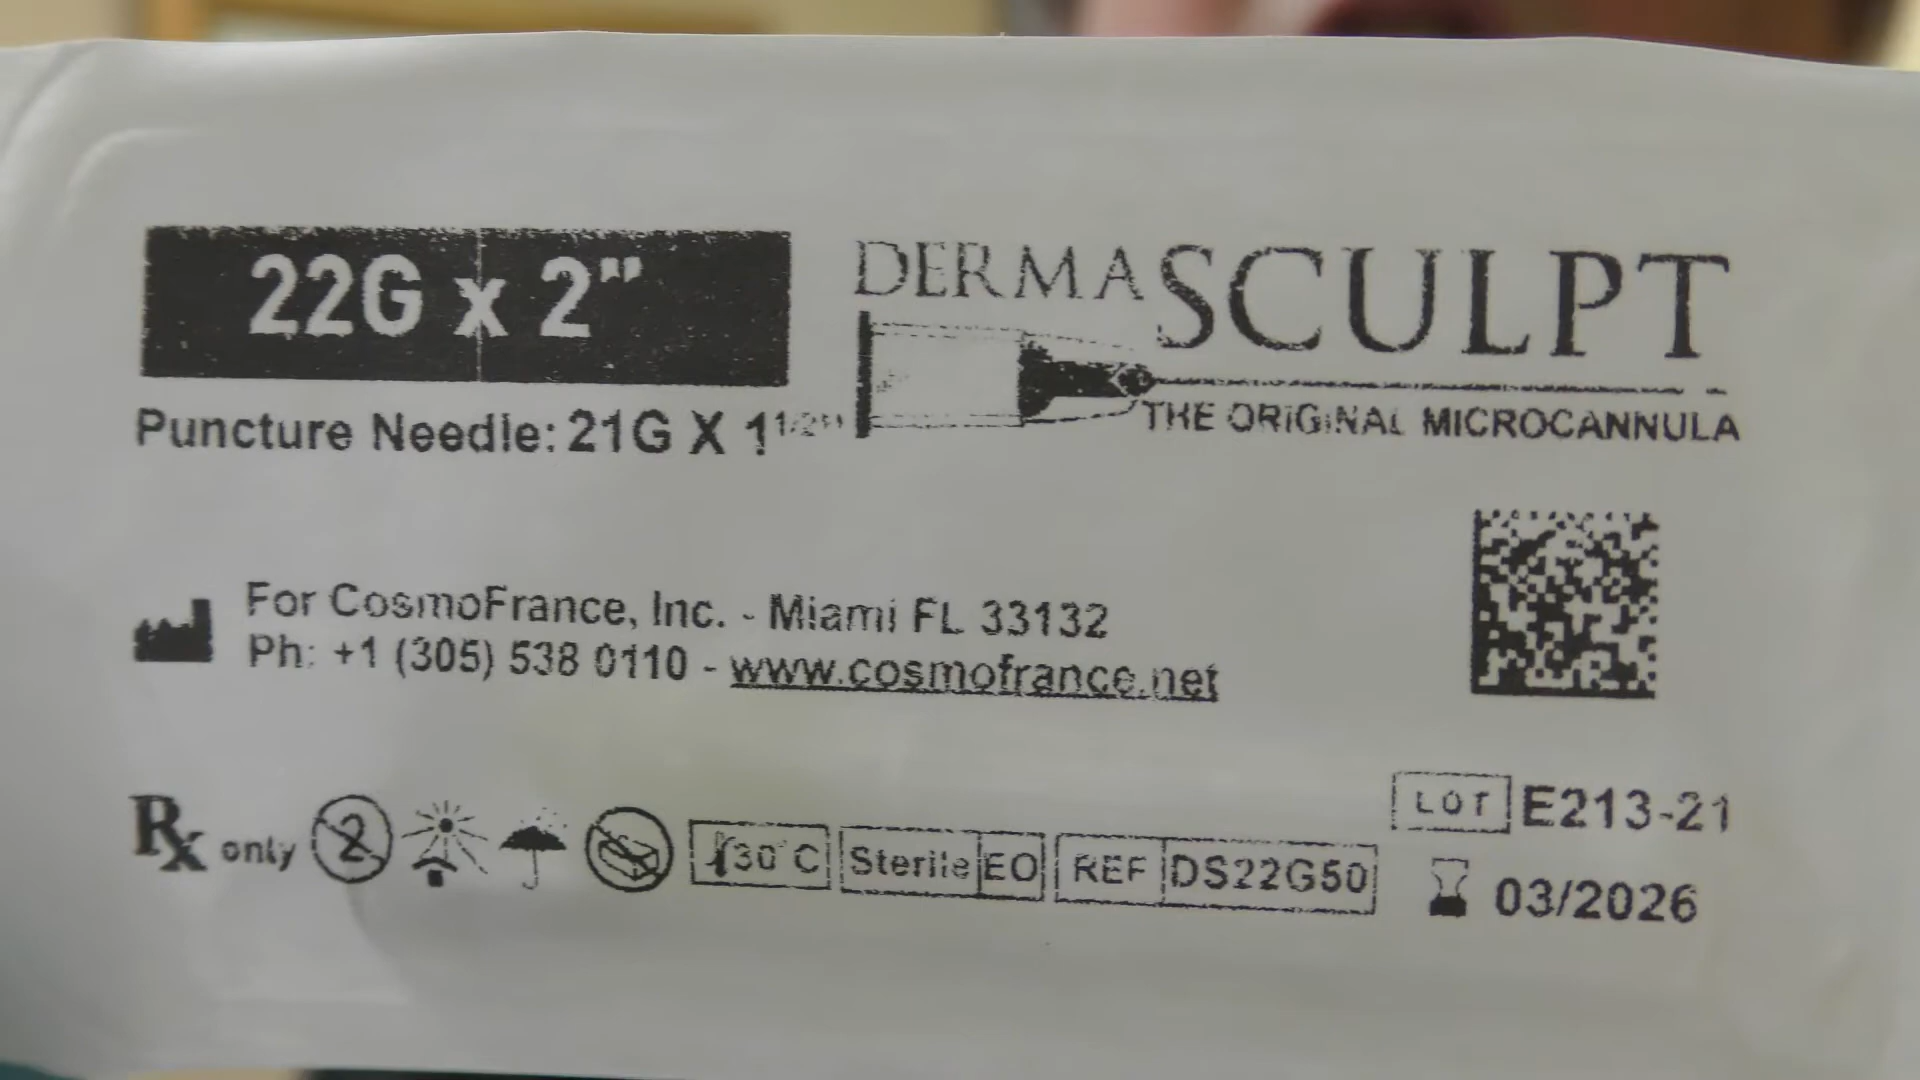 22G x 2"
DERMASCULPT
Puncture Needle: 21G X 1 1/2"
THE ORIGINAL MICROCANNULA
For CosmoFrance, Inc. - Miami FL 33132
Ph: +1 (305) 538 0110 - www.cosmofrance.net
LOT E213-21
Rx only 2 30°C Sterile EO REF DS22G50
03/2026